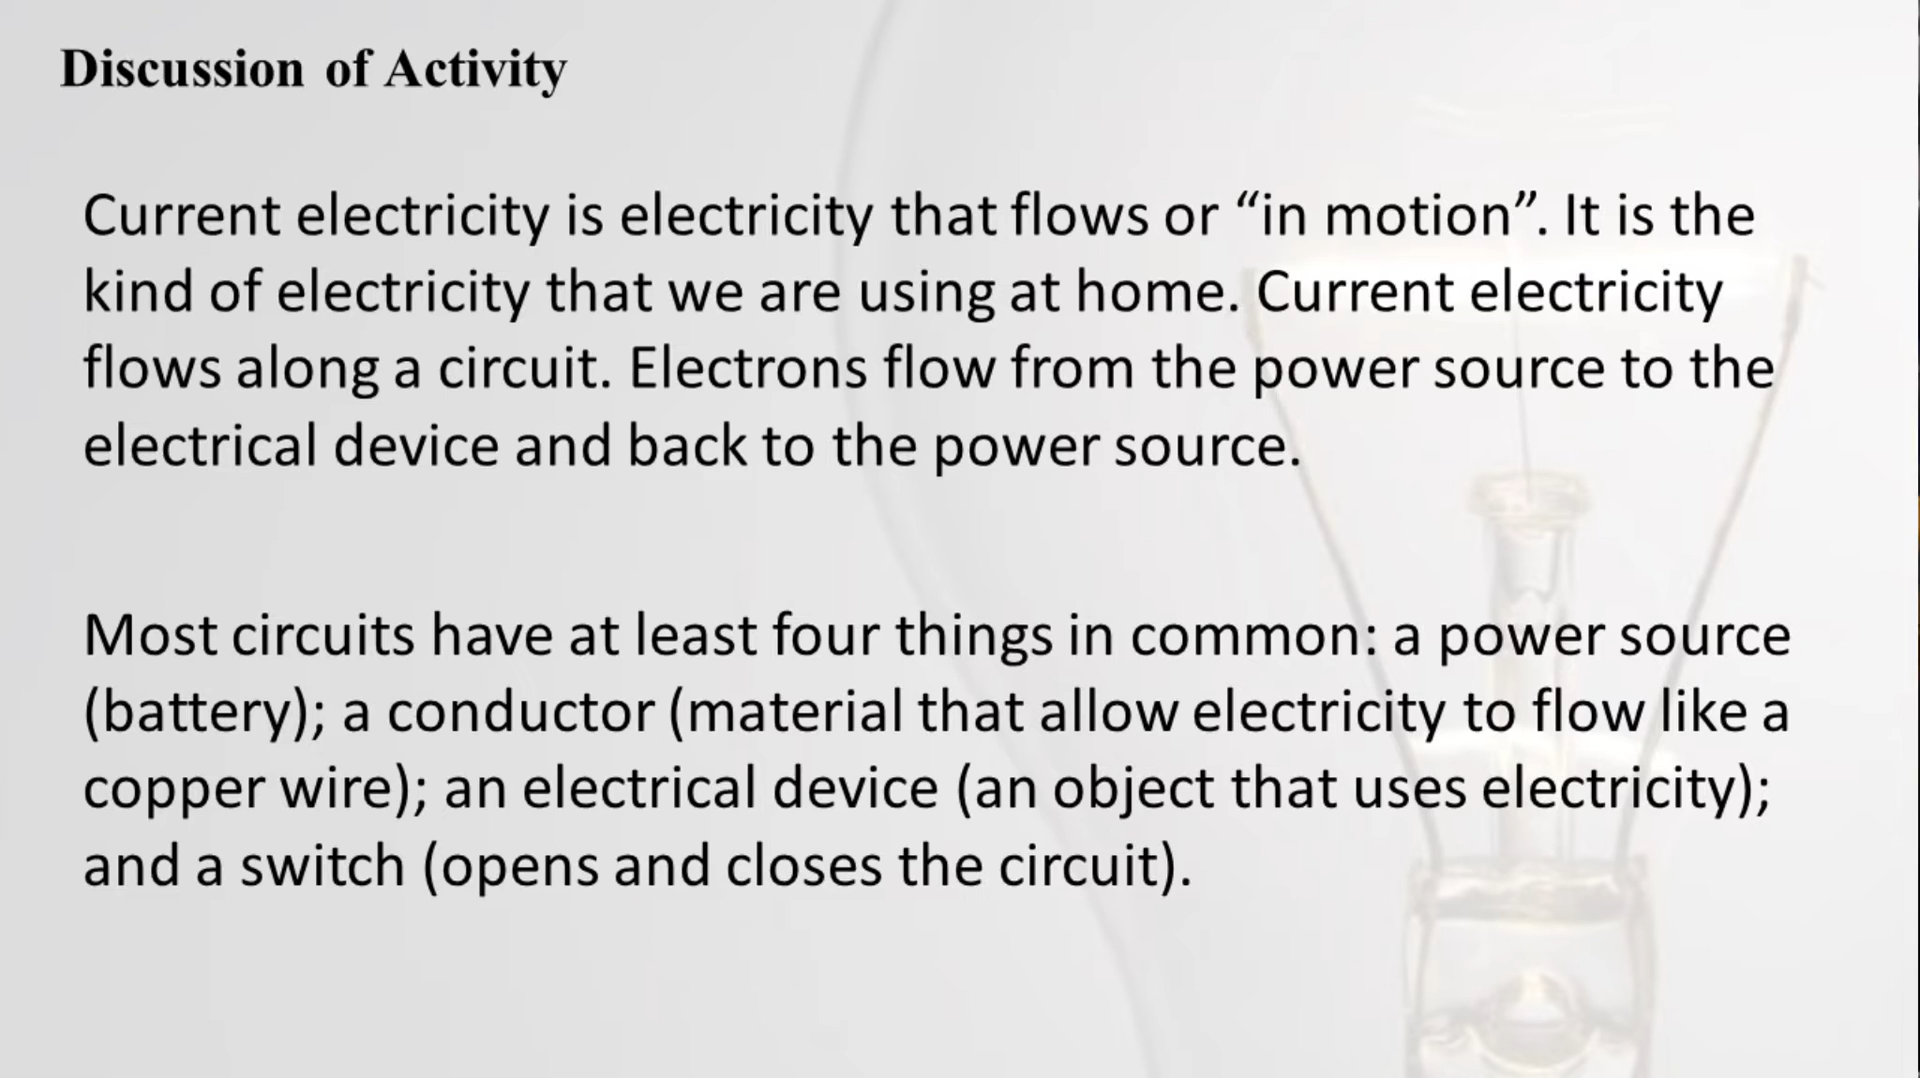 Discussion of Activity
Current electricity is electricity that flows or “in motion”. It is the
kind of electricity that we are using at home. Current electricity
flows along a circuit. Electrons flow from the power source to the
electrical device and back to the power source.
Most circuits have at least four things in common: a power source
(battery); a conductor (material that allow electricity to flow like a
copper wire); an electrical device (an object that uses electricity);
and a switch (opens and closes the circuit).